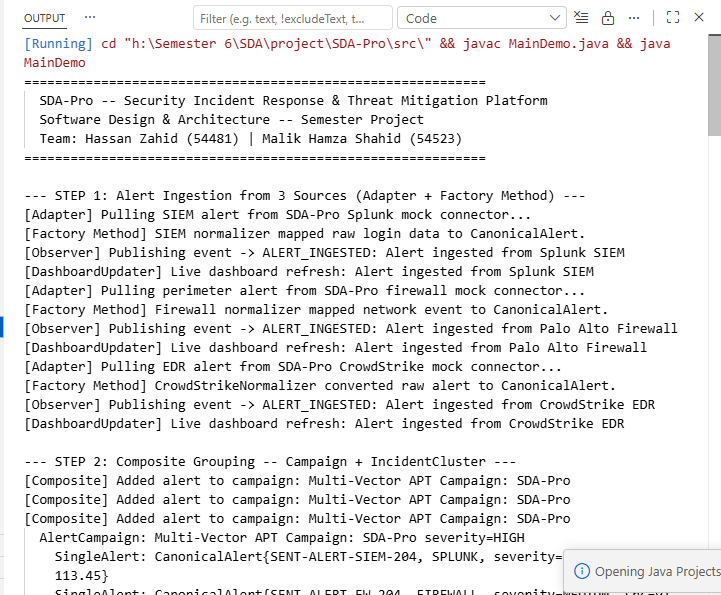 OUTPUT
Filter (e.g. text, !excludeText, t...
Code
[Running] cd "h:\Semester 6\SDA\project\SDA-Pro\src\" && javac MainDemo.java && java
MainDemo
============================================================
SDA-Pro -- Security Incident Response & Threat Mitigation Platform
Software Design & Architecture -- Semester Project
Team: Hassan Zahid (54481) | Malik Hamza Shahid (54523)
============================================================
--- STEP 1: Alert Ingestion from 3 Sources (Adapter + Factory Method) ---
[Adapter] Pulling SIEM alert from SDA-Pro Splunk mock connector...
[Factory Method] SIEM normalizer mapped raw login data to CanonicalAlert.
[Observer] Publishing event -> ALERT_INGESTED: Alert ingested from Splunk SIEM
[DashboardUpdater] Live dashboard refresh: Alert ingested from Splunk SIEM
[Adapter] Pulling perimeter alert from SDA-Pro firewall mock connector...
[Factory Method] Firewall normalizer mapped network event to CanonicalAlert.
[Observer] Publishing event -> ALERT_INGESTED: Alert ingested from Palo Alto Firewall
[DashboardUpdater] Live dashboard refresh: Alert ingested from Palo Alto Firewall
[Adapter] Pulling EDR alert from SDA-Pro CrowdStrike mock connector...
[Factory Method] CrowdStrikeNormalizer converted raw alert to CanonicalAlert.
[Observer] Publishing event -> ALERT_INGESTED: Alert ingested from CrowdStrike EDR
[DashboardUpdater] Live dashboard refresh: Alert ingested from CrowdStrike EDR
--- STEP 2: Composite Grouping -- Campaign + IncidentCluster ---
[Composite] Added alert to campaign: Multi-Vector APT Campaign: SDA-Pro
[Composite] Added alert to campaign: Multi-Vector APT Campaign: SDA-Pro
[Composite] Added alert to campaign: Multi-Vector APT Campaign: SDA-Pro
AlertCampaign: Multi-Vector APT Campaign: SDA-Pro severity=HIGH
SingleAlert: CanonicalAlert{SENT-ALERT-SIEM-204, SPLUNK, severity=
113.45}
Opening Java Projects
SingleAlert: CanonicalAlert{SENT-ALERT-FW-204, FIREWALL,